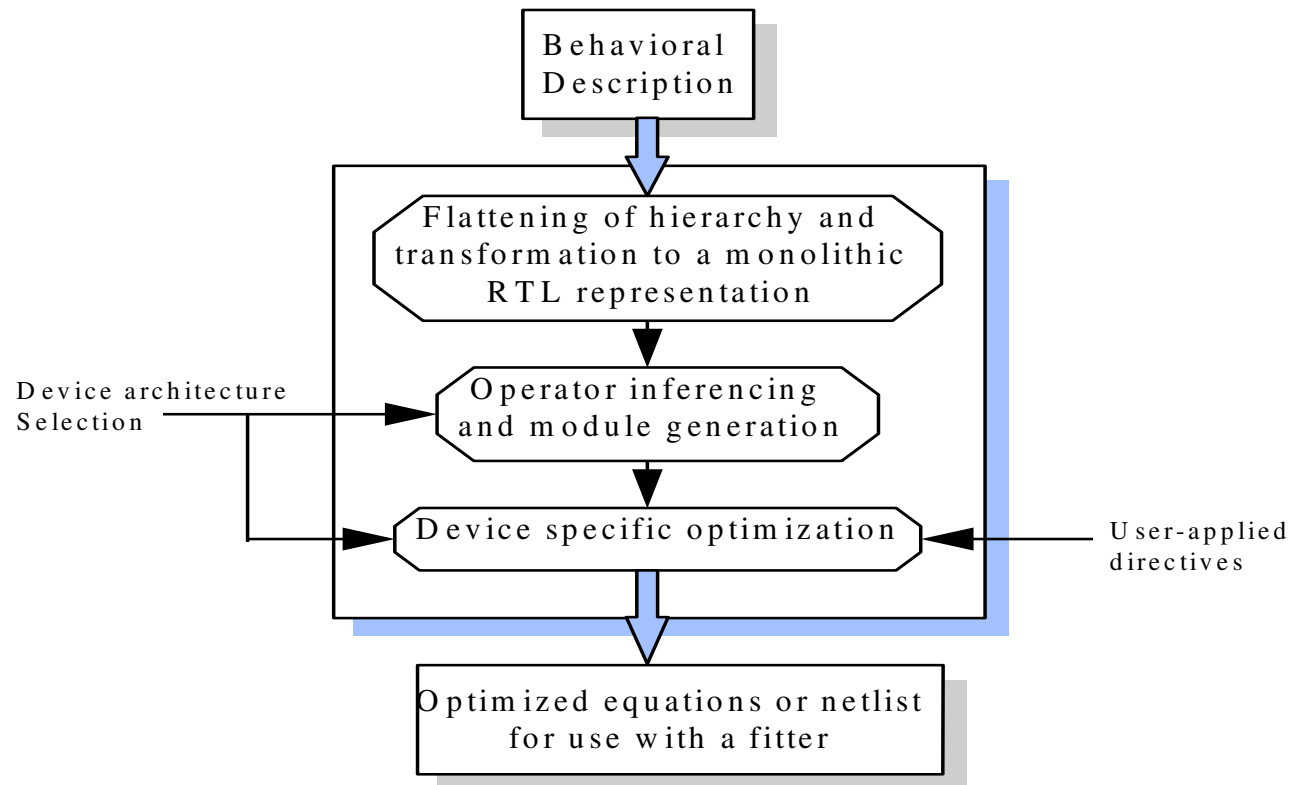 Behavioral
Description
Flattening of hierarchy and
transformation to a monolithic
RTL representation
Device architecture
Selection
Operator inferencing
and module generation
Device specific optimization
User-applied
directives
Optimized equations or netlist
for use with a fitter